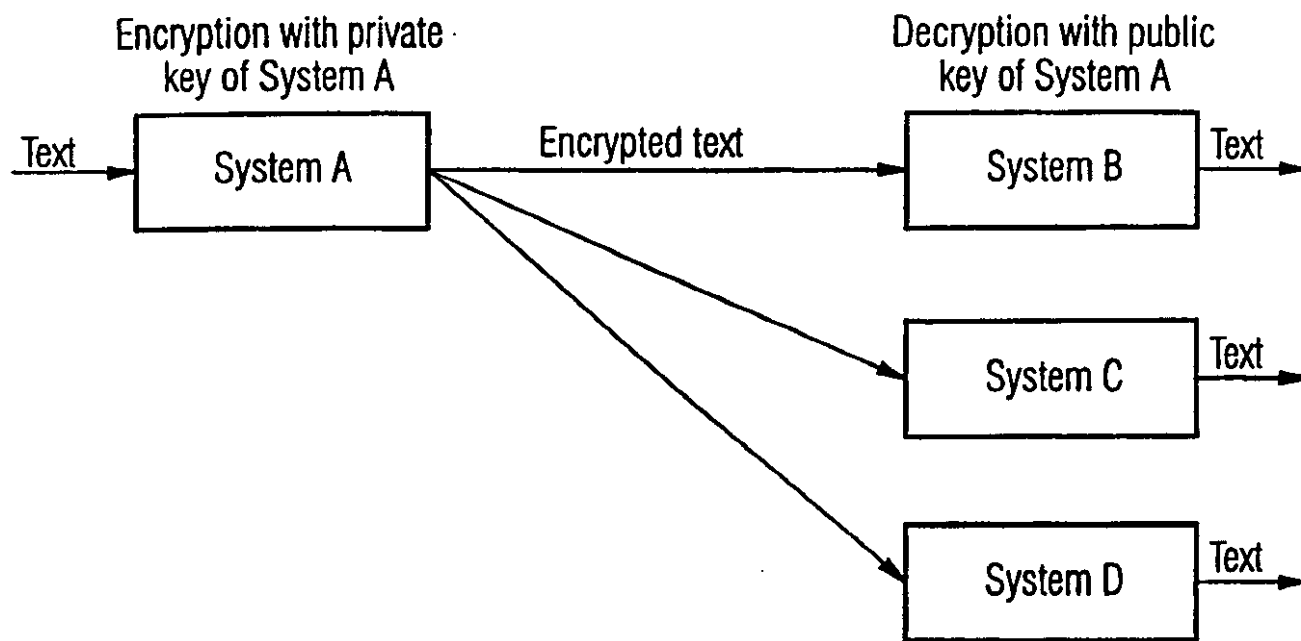 Encryption with private
key of System A
Decryption with public
key of System A
Text
System A
Encrypted text
System B
Text
System C
Text
System D
Text